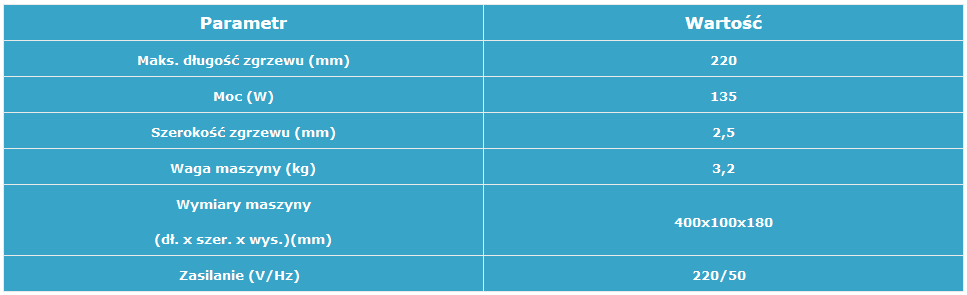 Parametr Wartość
Maks. długość zgrzewu (mm) 220
Moc (W) 135
Szerokość zgrzewu (mm) 2,5
Waga maszyny (kg) 3,2
Wymiary maszyny
(dł. x szer. x wys.)(mm) 400x100x180
Zasilanie (V/Hz) 220/50